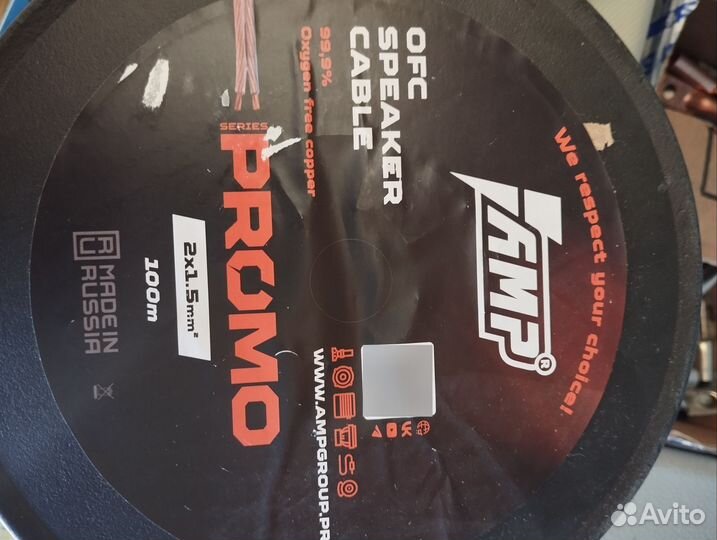 We respect your choice!
AMP®
OFC
SPEAKER
CABLE
99,9%
Oxygen free copper
SERIES
PROMO
2x1.5mm²
100m
MADE IN
RUSSIA
WWW.AMPGROUP.PR
Avito